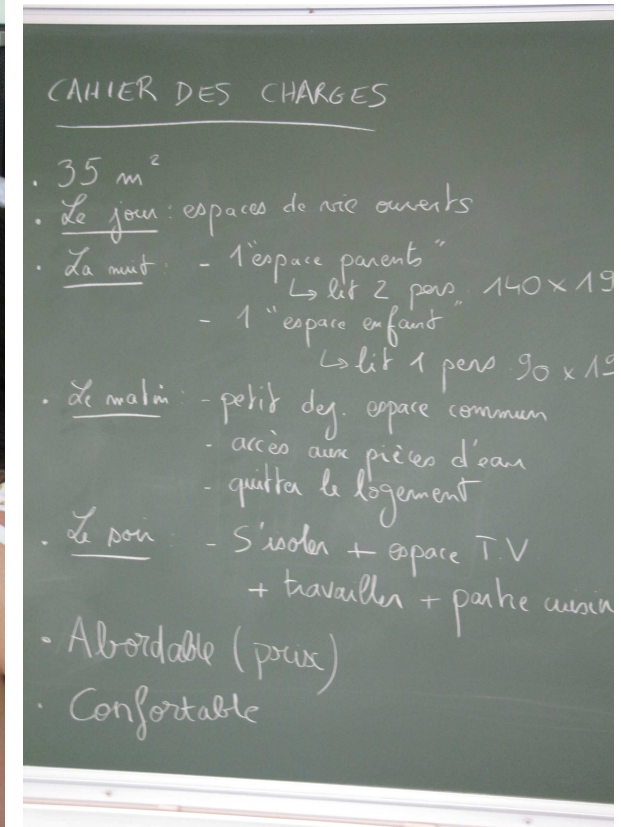 CAHIER DES CHARGES
. 35 m²
. Le jour : espaces de vie ouverts
. La nuit : - 1 "espace parents"
↳ lit 2 pers. 140 x 19
- 1 "espace enfant"
↳ lit 1 pers 90 x 19
. Le matin : - petit dej. espace commun
- accès aux pièces d'eau
- quitter le logement
. Le soir - S'isoler + espace T.V
+ travailler + partie cuisin
. Abordable (prix)
. Confortable